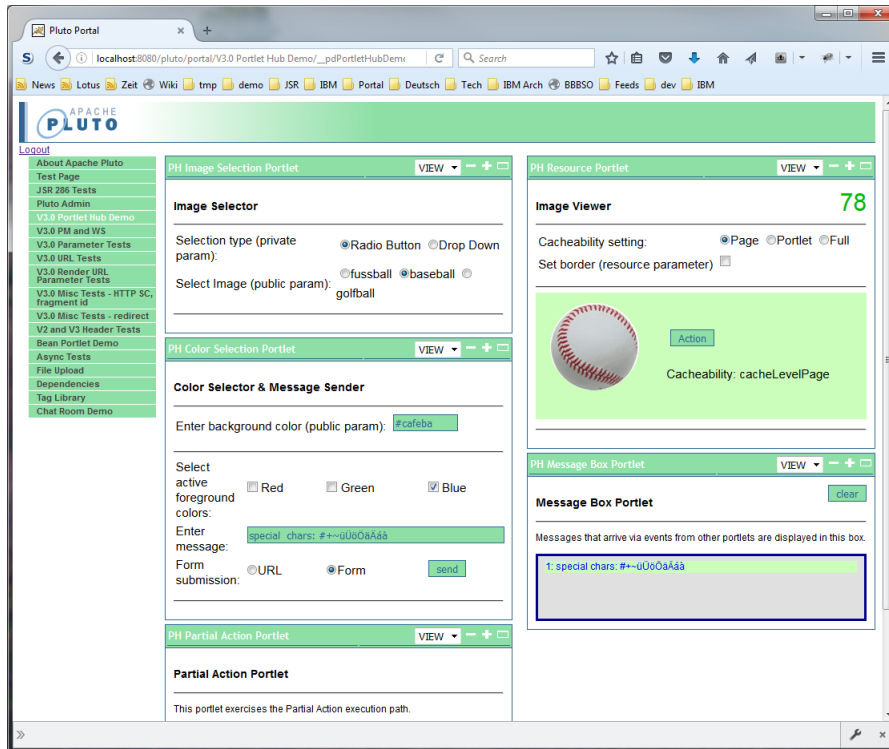 Pluto Portal
localhost:8080/pluto/portal/V3.0 Portlet Hub Demo/__pdPortletHubDemo
Search
News Lotus Zeit Wiki tmp demo JSR IBM Portal Deutsch Tech IBM Arch BBBSO Feeds dev IBM
APACHE
PLUTO
Logout
About Apache Pluto
Test Page
JSR 286 Tests
Pluto Admin
V3.0 Portlet Hub Demo
V3.0 PM and WS
V3.0 Parameter Tests
V3.0 URL Tests
V3.0 Render URL
Parameter Tests
V3.0 Misc Tests - HTTP SC,
fragment id
V3.0 Misc Tests - redirect
V2 and V3 Header Tests
Bean Portlet Demo
Async Tests
File Upload
Dependencies
Tag Library
Chat Room Demo
PH Image Selection Portlet VIEW
Image Selector
Selection type (private
param):
Radio Button Drop Down
Select Image (public param):
fussball baseball
golfball
PH Color Selection Portlet VIEW
Color Selector & Message Sender
Enter background color (public param): #cafeba
Select
active
foreground
colors:
Red Green Blue
Enter
message:
special chars: #+~üÜöÖäÄáà
Form
submission:
URL Form send
PH Partial Action Portlet VIEW
Partial Action Portlet
This portlet exercises the Partial Action execution path.
PH Resource Portlet VIEW
Image Viewer 78
Cacheability setting: Page Portlet Full
Set border (resource parameter)
Action
Cacheability: cacheLevelPage
PH Message Box Portlet VIEW
clear
Message Box Portlet
Messages that arrive via events from other portlets are displayed in this box.
1: special chars: #+~üÜöÖäÄáà